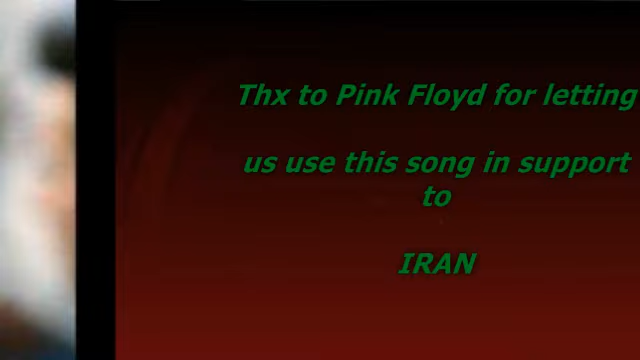 Thx to Pink Floyd for letting
us use this song in support
to
IRAN